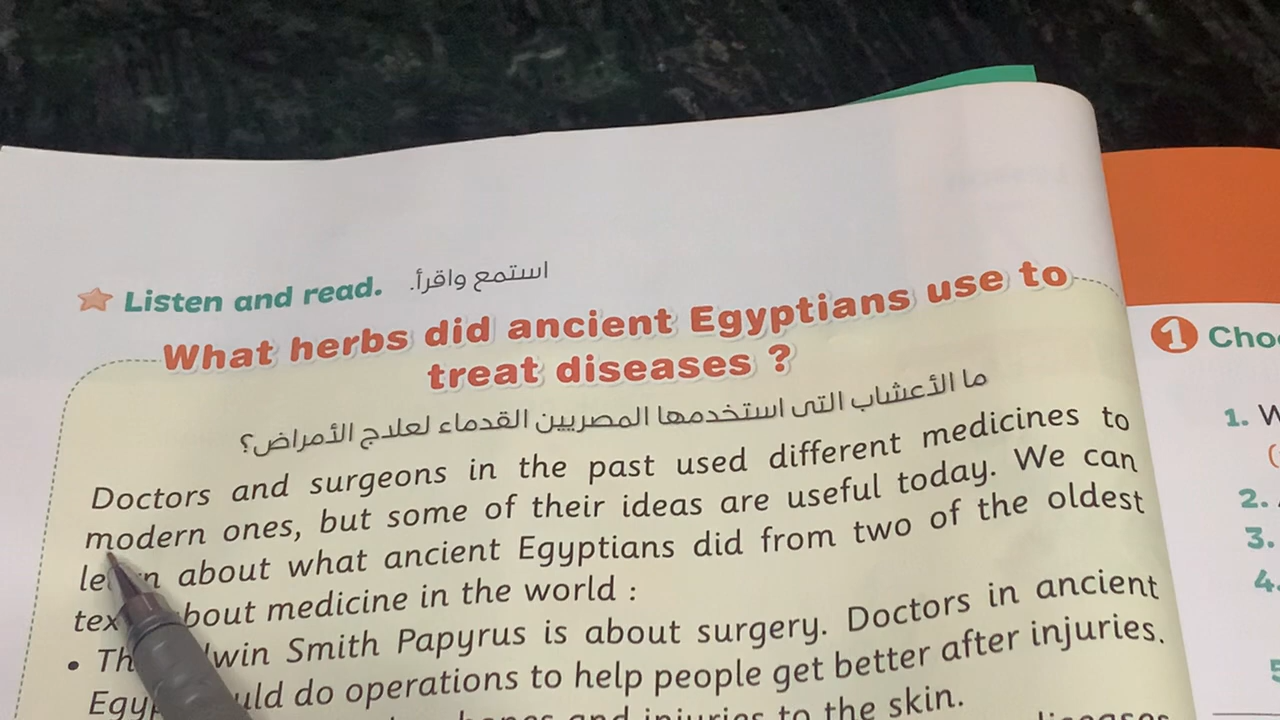 Listen and read. استمع واقرأ.
What herbs did ancient Egyptians use to
treat diseases ?
ما الأعشاب التى استخدمها المصريين القدماء لعلاج الأمراض؟
Doctors and surgeons in the past used different medicines to
modern ones, but some of their ideas are useful today. We can
about what ancient Egyptians did from two of the oldest
about medicine in the world :
• Smith Papyrus is about surgery. Doctors in ancient
do operations to help people get better after injuries.
and injuries to the skin.
diseases
1
1.
2.
3.
4.